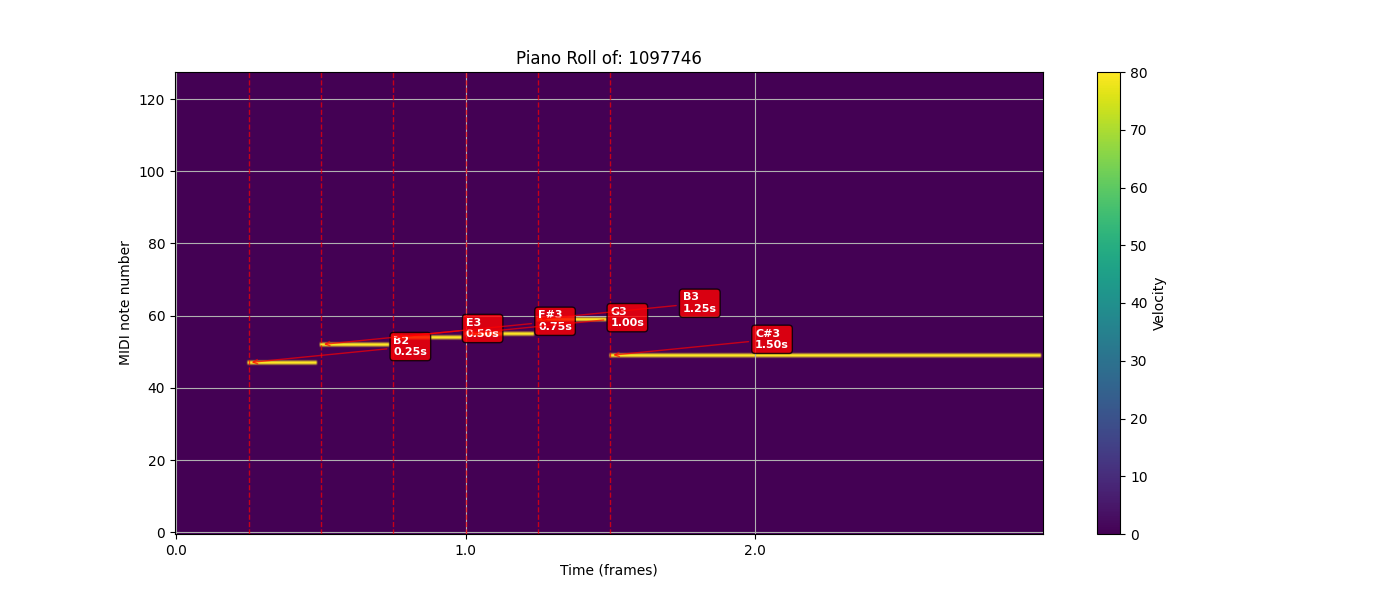 Piano Roll of: 1097746
MIDI note number
120
100
80
60
40
20
0
B2
0.25s
E3
0.50s
F#3
0.75s
G3
1.00s
B3
1.25s
C#3
1.50s
0.0
1.0
2.0
Time (frames)
80
70
60
50
40
30
20
10
0
Velocity